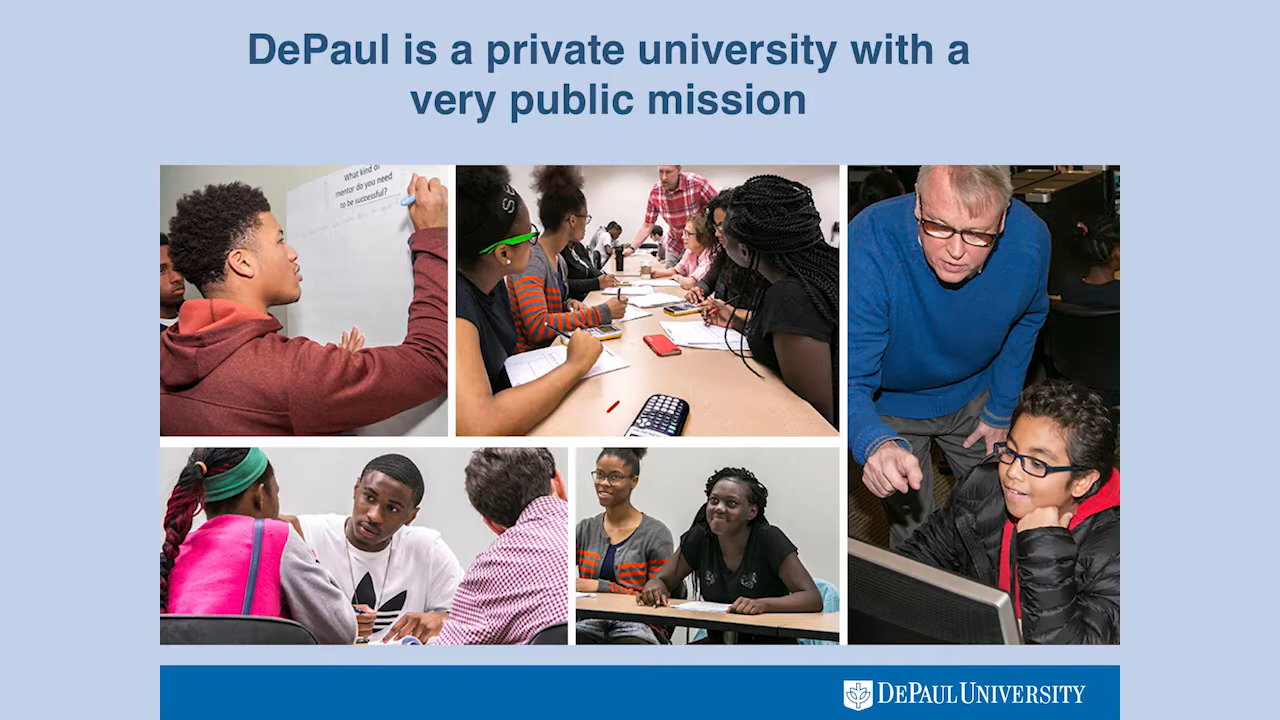 DePaul is a private university with a
very public mission
What kind of
mentor do you need
to be successful?
DEPAUL UNIVERSITY